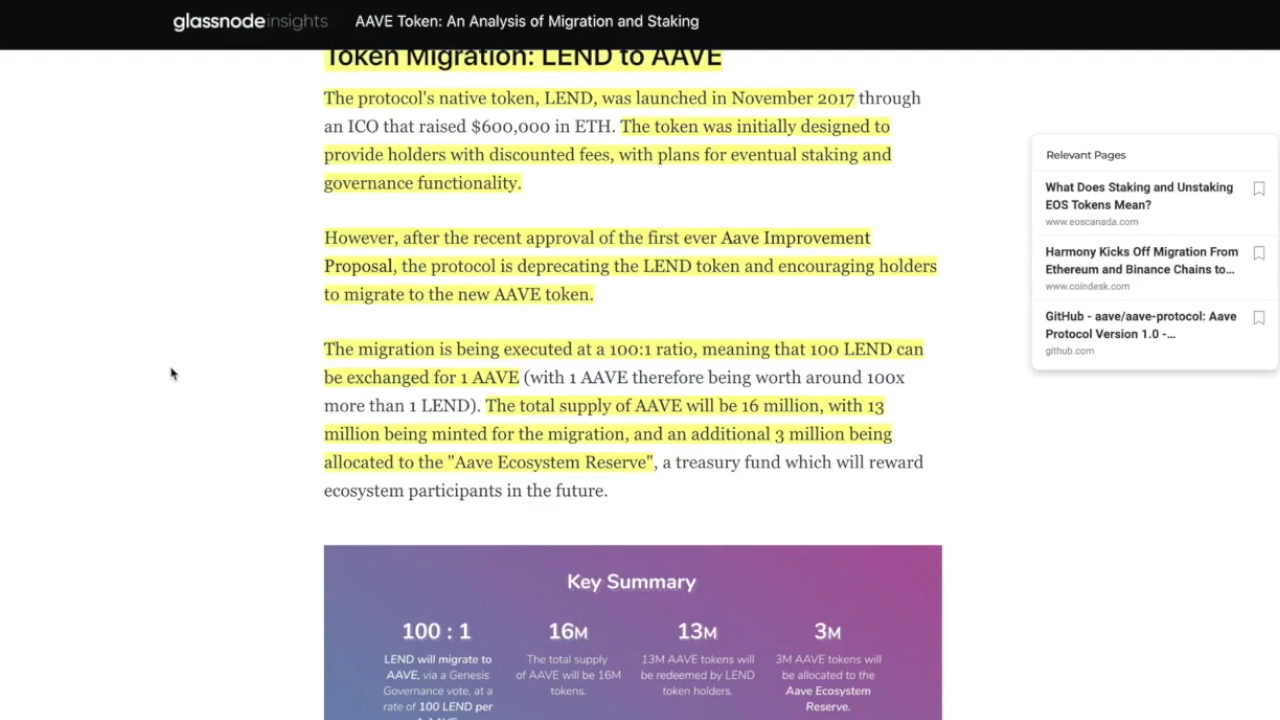 glassnode insights AAVE Token: An Analysis of Migration and Staking
Token Migration: LEND to AAVE
The protocol's native token, LEND, was launched in November 2017 through
an ICO that raised $600,000 in ETH. The token was initially designed to
provide holders with discounted fees, with plans for eventual staking and
governance functionality.
However, after the recent approval of the first ever Aave Improvement
Proposal, the protocol is deprecating the LEND token and encouraging holders
to migrate to the new AAVE token.
The migration is being executed at a 100:1 ratio, meaning that 100 LEND can
be exchanged for 1 AAVE (with 1 AAVE therefore being worth around 100x
more than 1 LEND). The total supply of AAVE will be 16 million, with 13
million being minted for the migration, and an additional 3 million being
allocated to the "Aave Ecosystem Reserve", a treasury fund which will reward
ecosystem participants in the future.
Relevant Pages
What Does Staking and Unstaking
EOS Tokens Mean?
www.eoscanada.com
Harmony Kicks Off Migration From
Ethereum and Binance Chains to...
www.coindesk.com
GitHub - aave/aave-protocol: Aave
Protocol Version 1.0 -...
github.com
Key Summary
100 : 1
LEND will migrate to
AAVE, via a Genesis
Governance vote, at a
rate of 100 LEND per
1 AAVE.
16M
The total supply
of AAVE will be 16M
tokens.
13M
13M AAVE tokens will
be redeemed by LEND
token holders.
3M
3M AAVE tokens will
be allocated to the
Aave Ecosystem
Reserve.